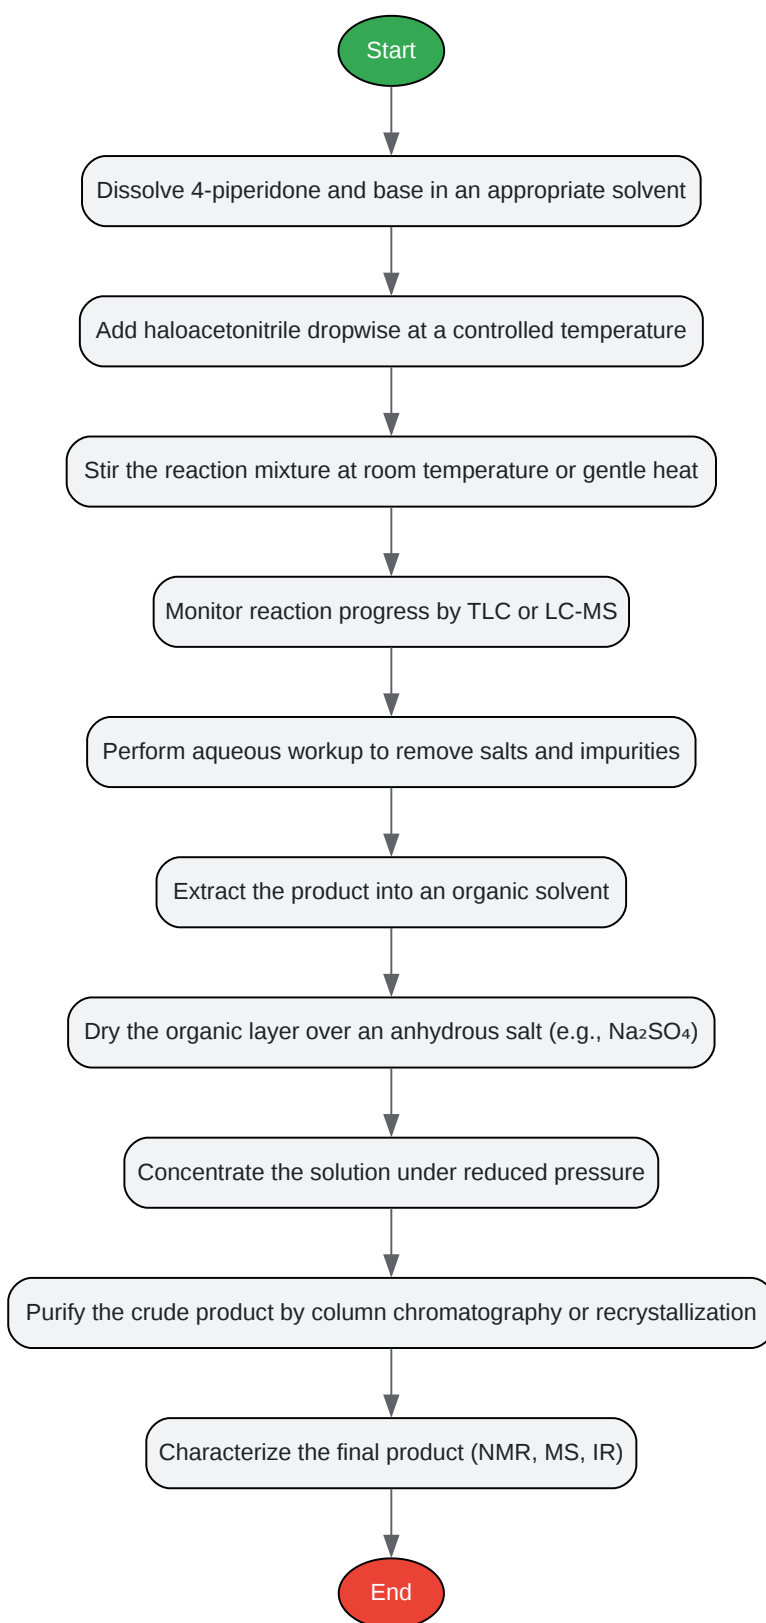 Start
Dissolve 4-piperidone and base in an appropriate solvent
Add haloacetonitrile dropwise at a controlled temperature
Stir the reaction mixture at room temperature or gentle heat
Monitor reaction progress by TLC or LC-MS
Perform aqueous workup to remove salts and impurities
Extract the product into an organic solvent
Dry the organic layer over an anhydrous salt (e.g., Na₂SO₄)
Concentrate the solution under reduced pressure
Purify the crude product by column chromatography or recrystallization
Characterize the final product (NMR, MS, IR)
End